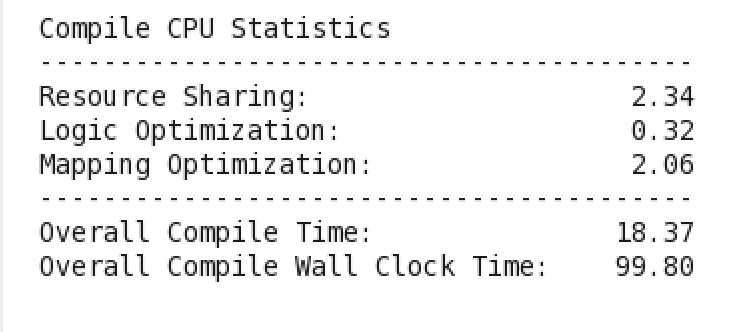 Compile CPU Statistics
-----------------------------------------
Resource Sharing: 2.34
Logic Optimization: 0.32
Mapping Optimization: 2.06
-----------------------------------------
Overall Compile Time: 18.37
Overall Compile Wall Clock Time: 99.80